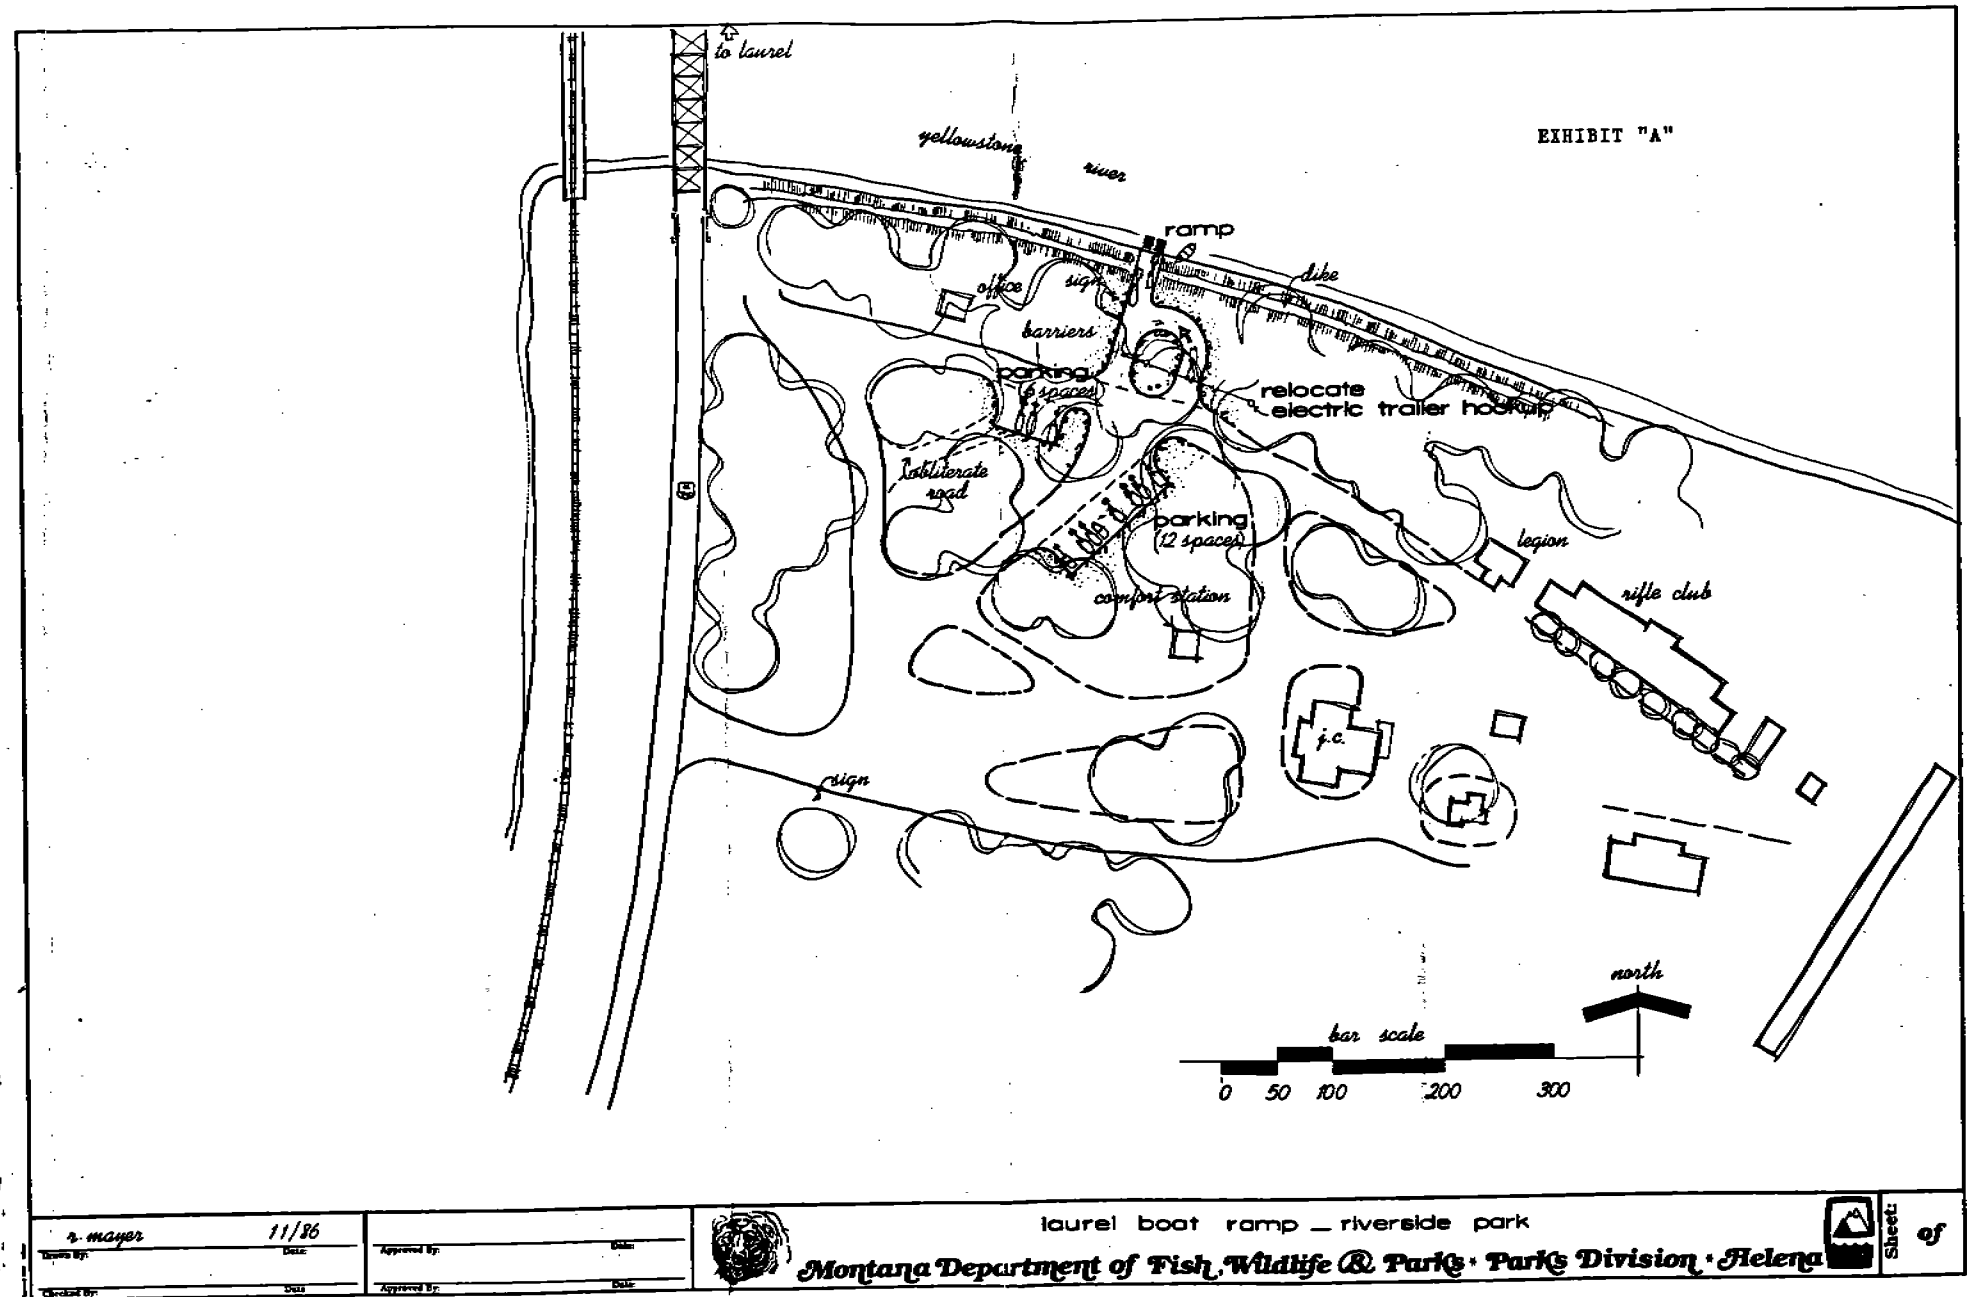 to laurel
yellowstone river
EXHIBIT "A"
ramp
dike
office
sign
barriers
parking
(6 spaces)
relocate
electric trailer hookup
obliterate
road
parking
(12 spaces)
legion
comfort station
rifle club
j.c.
sign
north
bar scale
0 50 100 200 300
r. mayer 11/86
Drawn By: Date:
Approved By: Date:
Checked By: Date
Approved By: Date
laurel boat ramp - riverside park
Montana Department of Fish, Wildlife & Parks · Parks Division · Helena
Sheet: of